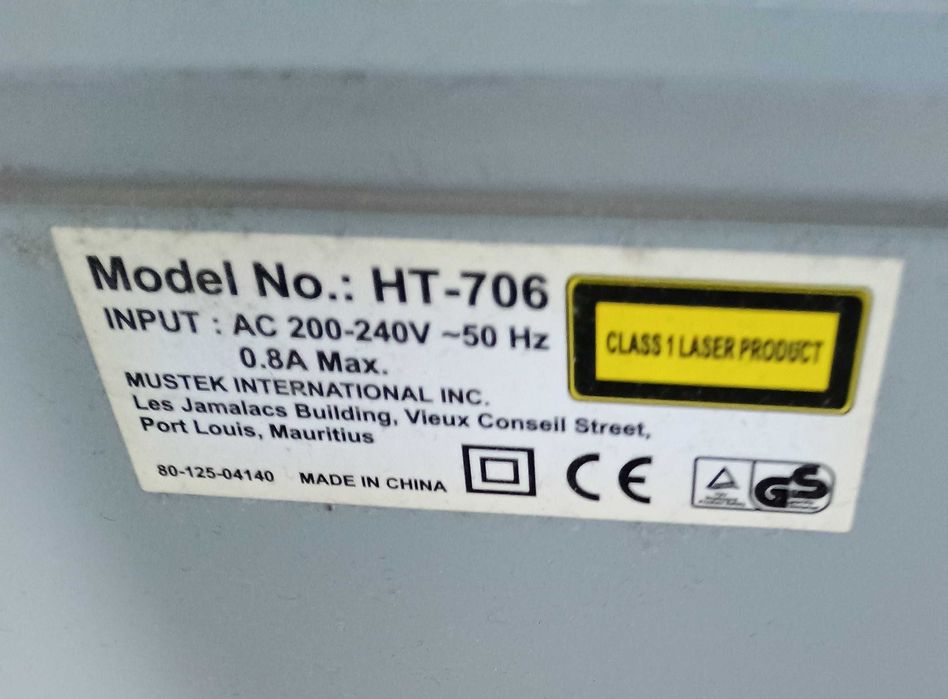 Model No.: HT-706
INPUT : AC 200-240V ~50 Hz
0.8A Max.
CLASS 1 LASER PRODUCT
MUSTEK INTERNATIONAL INC.
Les Jamalacs Building, Vieux Conseil Street,
Port Louis, Mauritius
80-125-04140 MADE IN CHINA
CE
GS